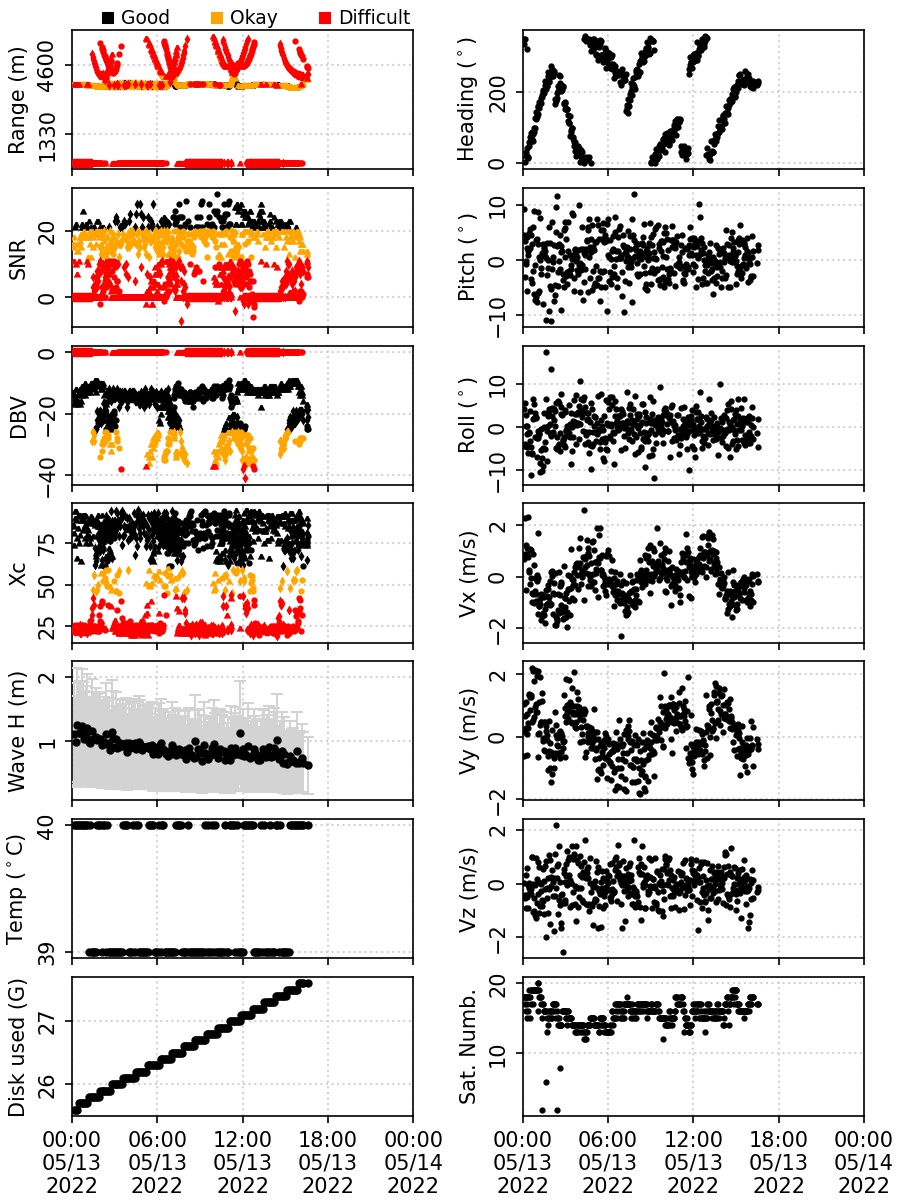 Good Okay Difficult
Range (m)
4600
1330
Heading (°)
200
0
SNR
20
0
Pitch (°)
10
0
−10
DBV
0
−20
−40
Roll (°)
10
0
−10
Xc
75
50
25
Vx (m/s)
2
0
−2
Wave H (m)
2
1
Vy (m/s)
2
0
−2
Temp (°C)
40
39
Vz (m/s)
2
0
−2
Disk used (G)
27
26
Sat. Numb.
20
10
00:00 06:00 12:00 18:00 00:00
05/13 05/13 05/13 05/13 05/14
2022 2022 2022 2022 2022
00:00 06:00 12:00 18:00 00:00
05/13 05/13 05/13 05/13 05/14
2022 2022 2022 2022 2022